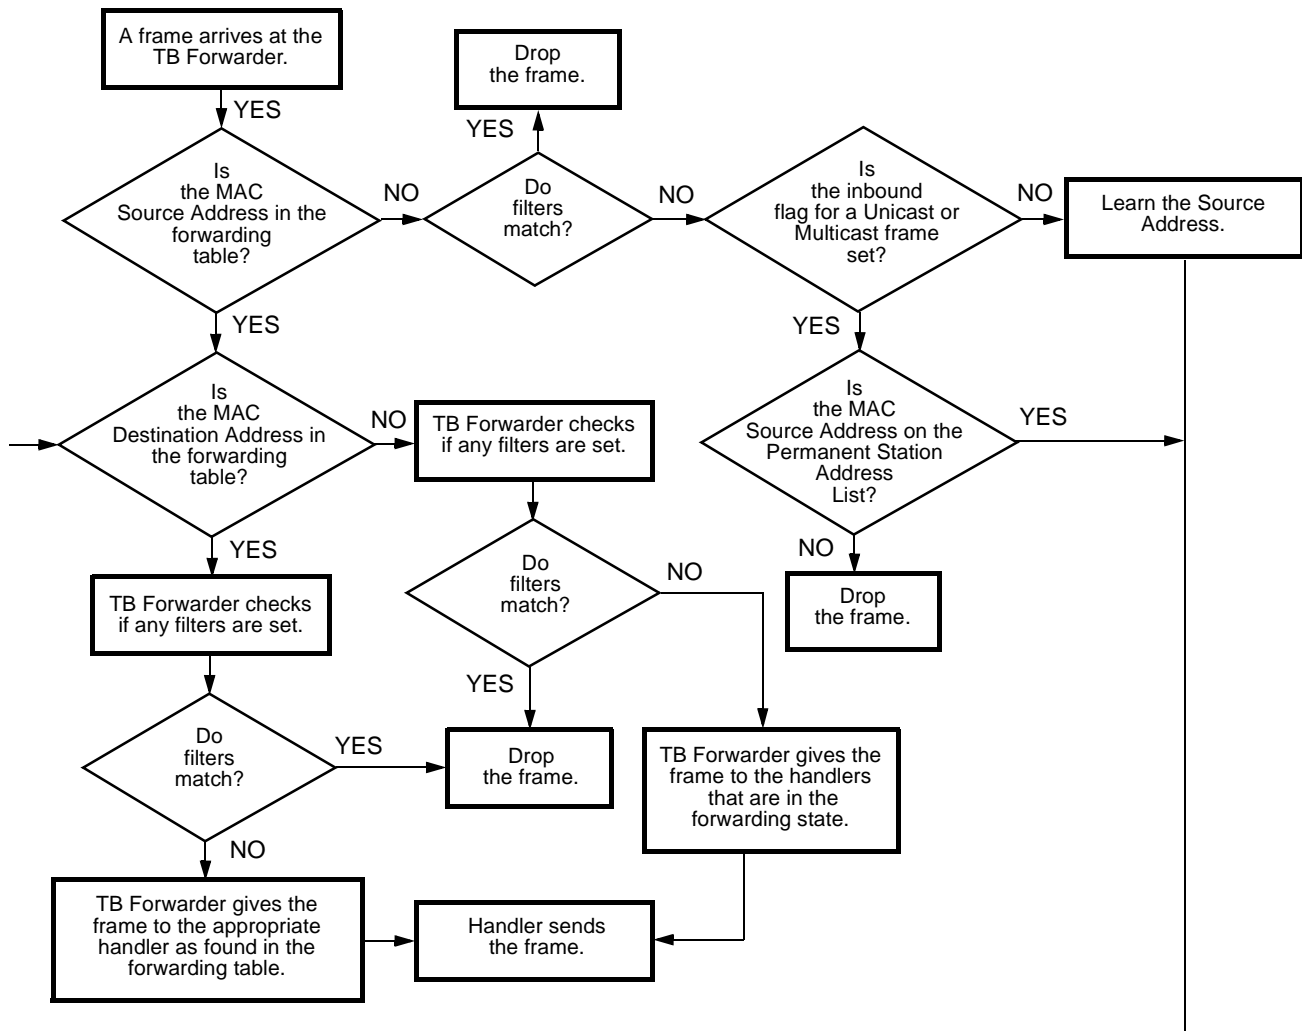 A frame arrives at the
TB Forwarder.
YES
Drop
the frame.
YES
Is
the MAC
Source Address in the
forwarding
table?
NO
Do
filters
match?
NO
Is
the inbound
flag for a Unicast or
Multicast frame
set?
NO
Learn the Source
Address.
YES
YES
Is
the MAC
Destination Address in
the forwarding
table?
NO
TB Forwarder checks
if any filters are set.
Is
the MAC
Source Address on the
Permanent Station
Address
List?
YES
YES
NO
Drop
the frame.
TB Forwarder checks
if any filters are set.
Do
filters
match?
NO
YES
Do
filters
match?
YES
Drop
the frame.
TB Forwarder gives the
frame to the handlers
that are in the
forwarding state.
NO
TB Forwarder gives the
frame to the appropriate
handler as found in the
forwarding table.
Handler sends
the frame.